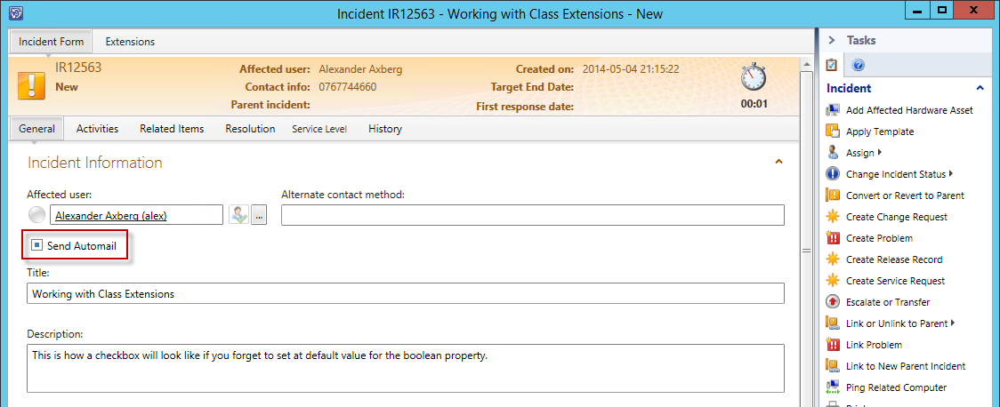 Incident IR12563 - Working with Class Extensions - New
Incident Form Extensions
IR12563
New
Affected user: Alexander Axberg
Contact info: 0767744660
Parent incident:
Created on: 2014-05-04 21:15:22
Target End Date:
First response date:
00:01
General Activities Related Items Resolution Service Level History
Incident Information
Affected user:
Alexander Axberg (alex)
...
Alternate contact method:
Send Automail
Title:
Working with Class Extensions
Description:
This is how a checkbox will look like if you forget to set at default value for the boolean property.
Tasks
Incident
Add Affected Hardware Asset
Apply Template
Assign
Change Incident Status
Convert or Revert to Parent
Create Change Request
Create Problem
Create Release Record
Create Service Request
Escalate or Transfer
Link or Unlink to Parent
Link Problem
Link to New Parent Incident
Ping Related Computer